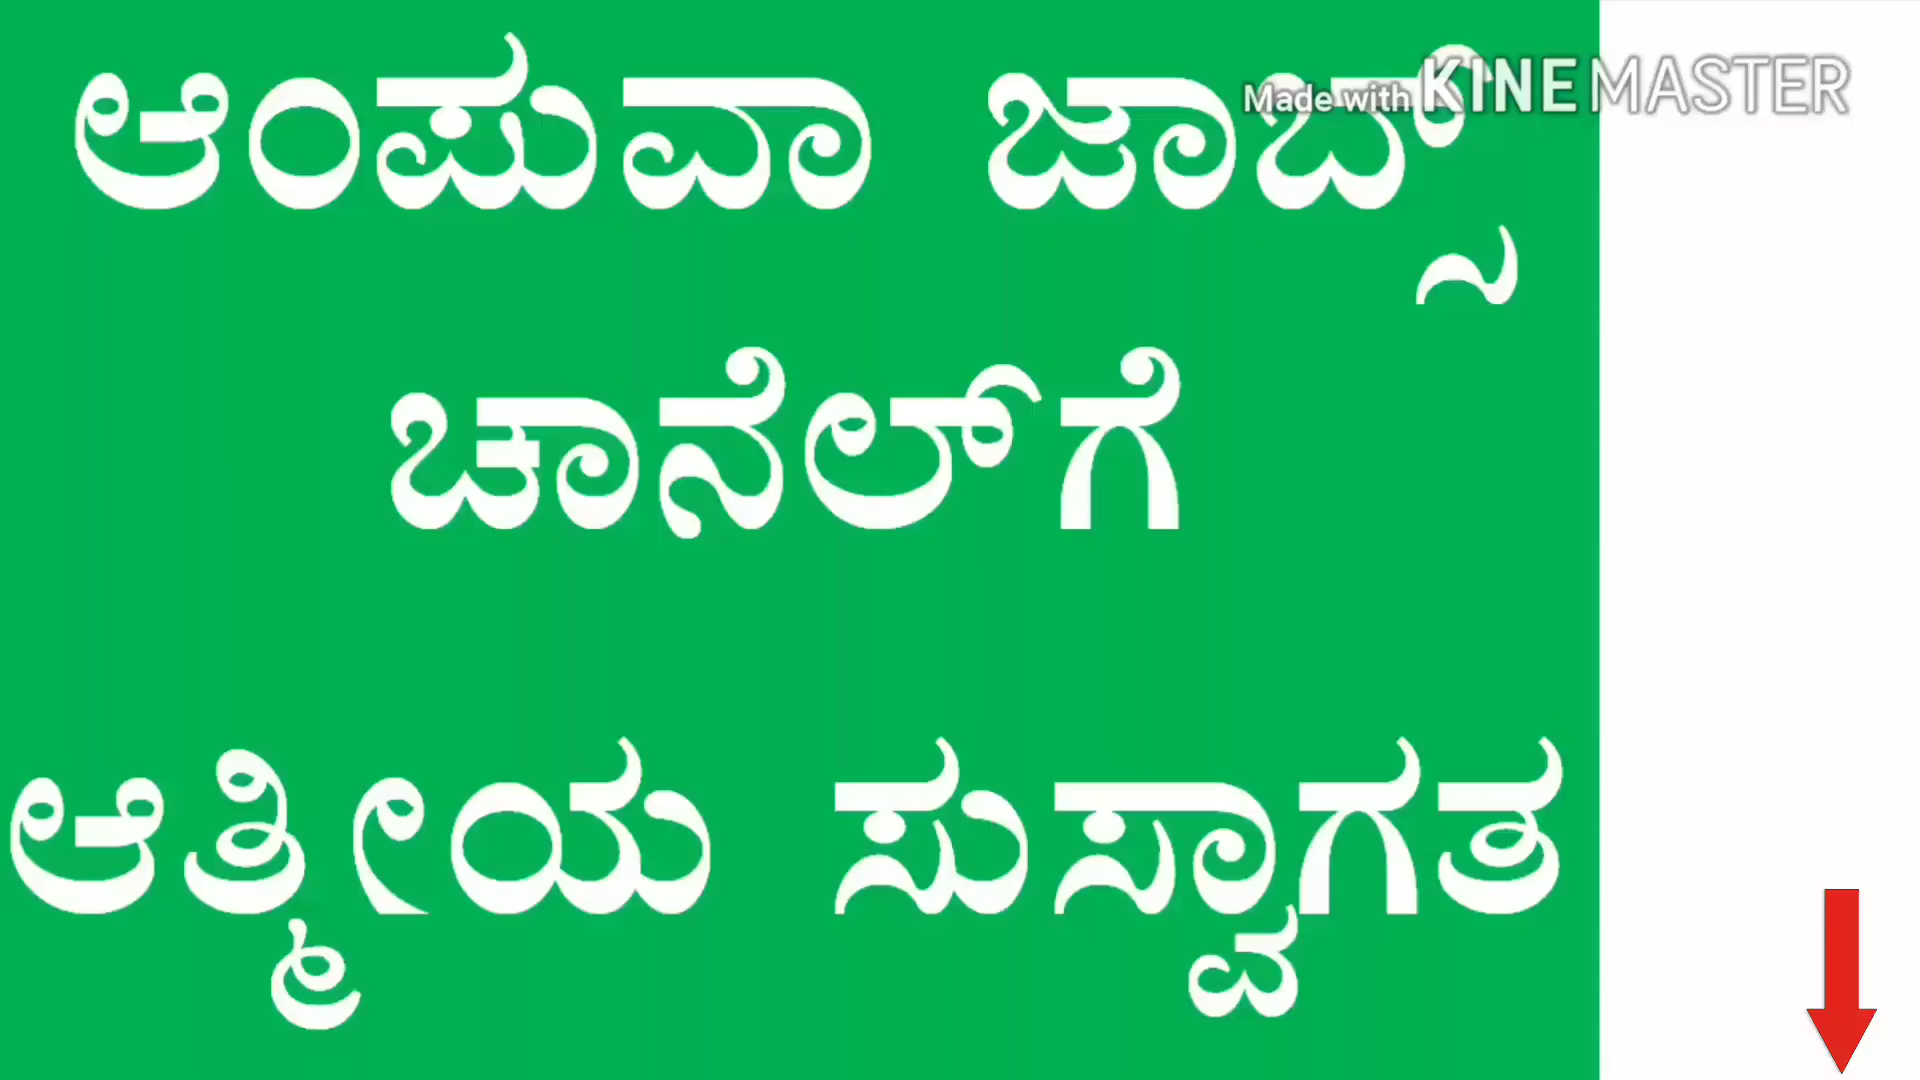 ಆಂಪುವಾ ಜಾಬ್ಸ್
Made with KINEMASTER
ಚಾನೆಲ್‌ಗೆ
ಆತ್ಮೀಯ ಸುಸ್ವಾಗತ